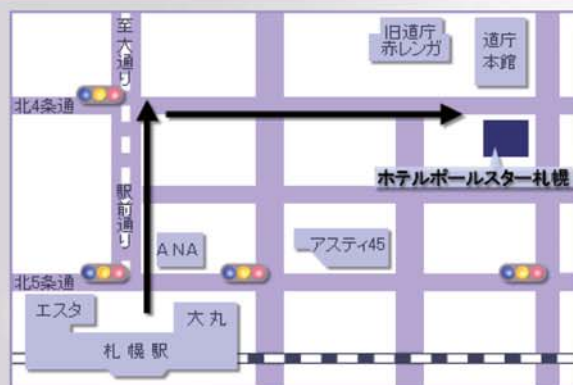 至大通り
旧道庁
赤レンガ
道庁
本館
北4条通
ホテルポールスター札幌
駅前通り
ANA
アスティ45
北5条通
エスタ
大丸
札幌駅